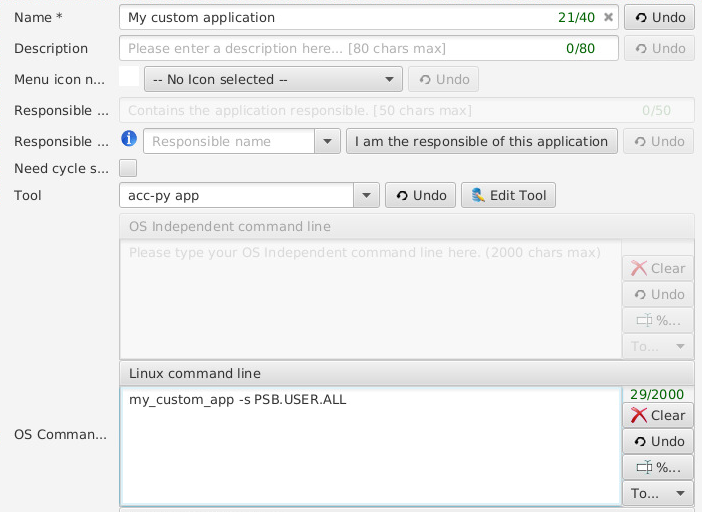 Name * My custom application 21/40 Undo
Description Please enter a description here... [80 chars max] 0/80 Undo
Menu icon n... -- No Icon selected -- Undo
Responsible ... Contains the application responsible. [50 chars max] 0/50
Responsible ... Responsible name I am the responsible of this application Undo
Need cycle s...
Tool acc-py app Undo Edit Tool
OS Independent command line
Please type your OS Independent command line here. (2000 chars max)
Clear
Undo
%...
To...
Linux command line
my_custom_app -s PSB.USER.ALL 29/2000
Clear
OS Comman... Undo
%...
To...